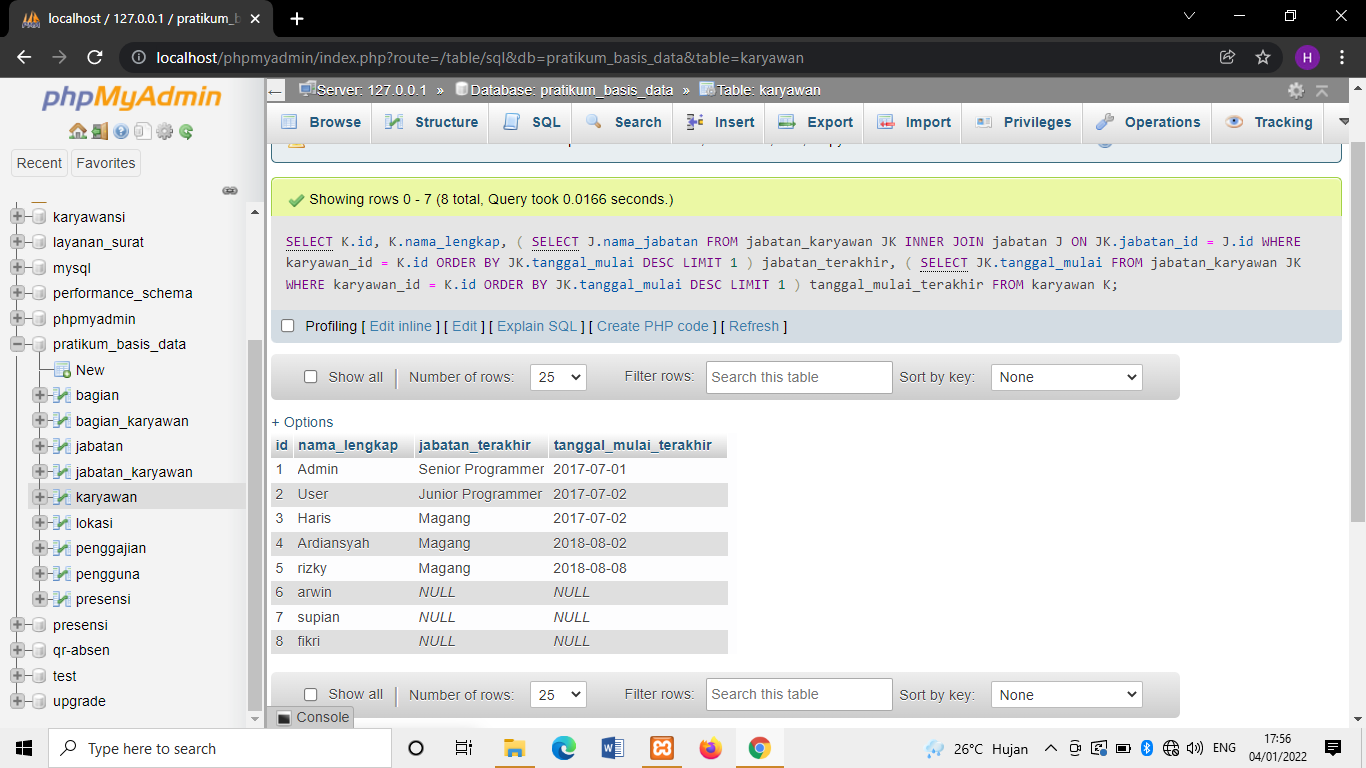 localhost / 127.0.0.1 / pratikum_b
localhost/phpmyadmin/index.php?route=/table/sql&db=pratikum_basis_data&table=karyawan
H
phpMyAdmin
Recent Favorites
karyawansi
layanan_surat
mysql
performance_schema
phpmyadmin
pratikum_basis_data
New
bagian
bagian_karyawan
jabatan
jabatan_karyawan
karyawan
lokasi
penggajian
pengguna
presensi
presensi
qr-absen
test
upgrade
Server: 127.0.0.1 » Database: pratikum_basis_data » Table: karyawan
Browse Structure SQL Search Insert Export Import Privileges Operations Tracking
Showing rows 0 - 7 (8 total, Query took 0.0166 seconds.)
SELECT K.id, K.nama_lengkap, ( SELECT J.nama_jabatan FROM jabatan_karyawan JK INNER JOIN jabatan J ON JK.jabatan_id = J.id WHERE
karyawan_id = K.id ORDER BY JK.tanggal_mulai DESC LIMIT 1 ) jabatan_terakhir, ( SELECT JK.tanggal_mulai FROM jabatan_karyawan JK
WHERE karyawan_id = K.id ORDER BY JK.tanggal_mulai DESC LIMIT 1 ) tanggal_mulai_terakhir FROM karyawan K;
Profiling [ Edit inline ] [ Edit ] [ Explain SQL ] [ Create PHP code ] [ Refresh ]
Show all | Number of rows: 25 Filter rows: Search this table Sort by key: None
+ Options
id nama_lengkap jabatan_terakhir tanggal_mulai_terakhir
1 Admin Senior Programmer 2017-07-01
2 User Junior Programmer 2017-07-02
3 Haris Magang 2017-07-02
4 Ardiansyah Magang 2018-08-02
5 rizky Magang 2018-08-08
6 arwin NULL NULL
7 supian NULL NULL
8 fikri NULL NULL
Show all | Number of rows: 25 Filter rows: Search this table Sort by key: None
Console
Type here to search
26°C Hujan
ENG
17:56
04/01/2022